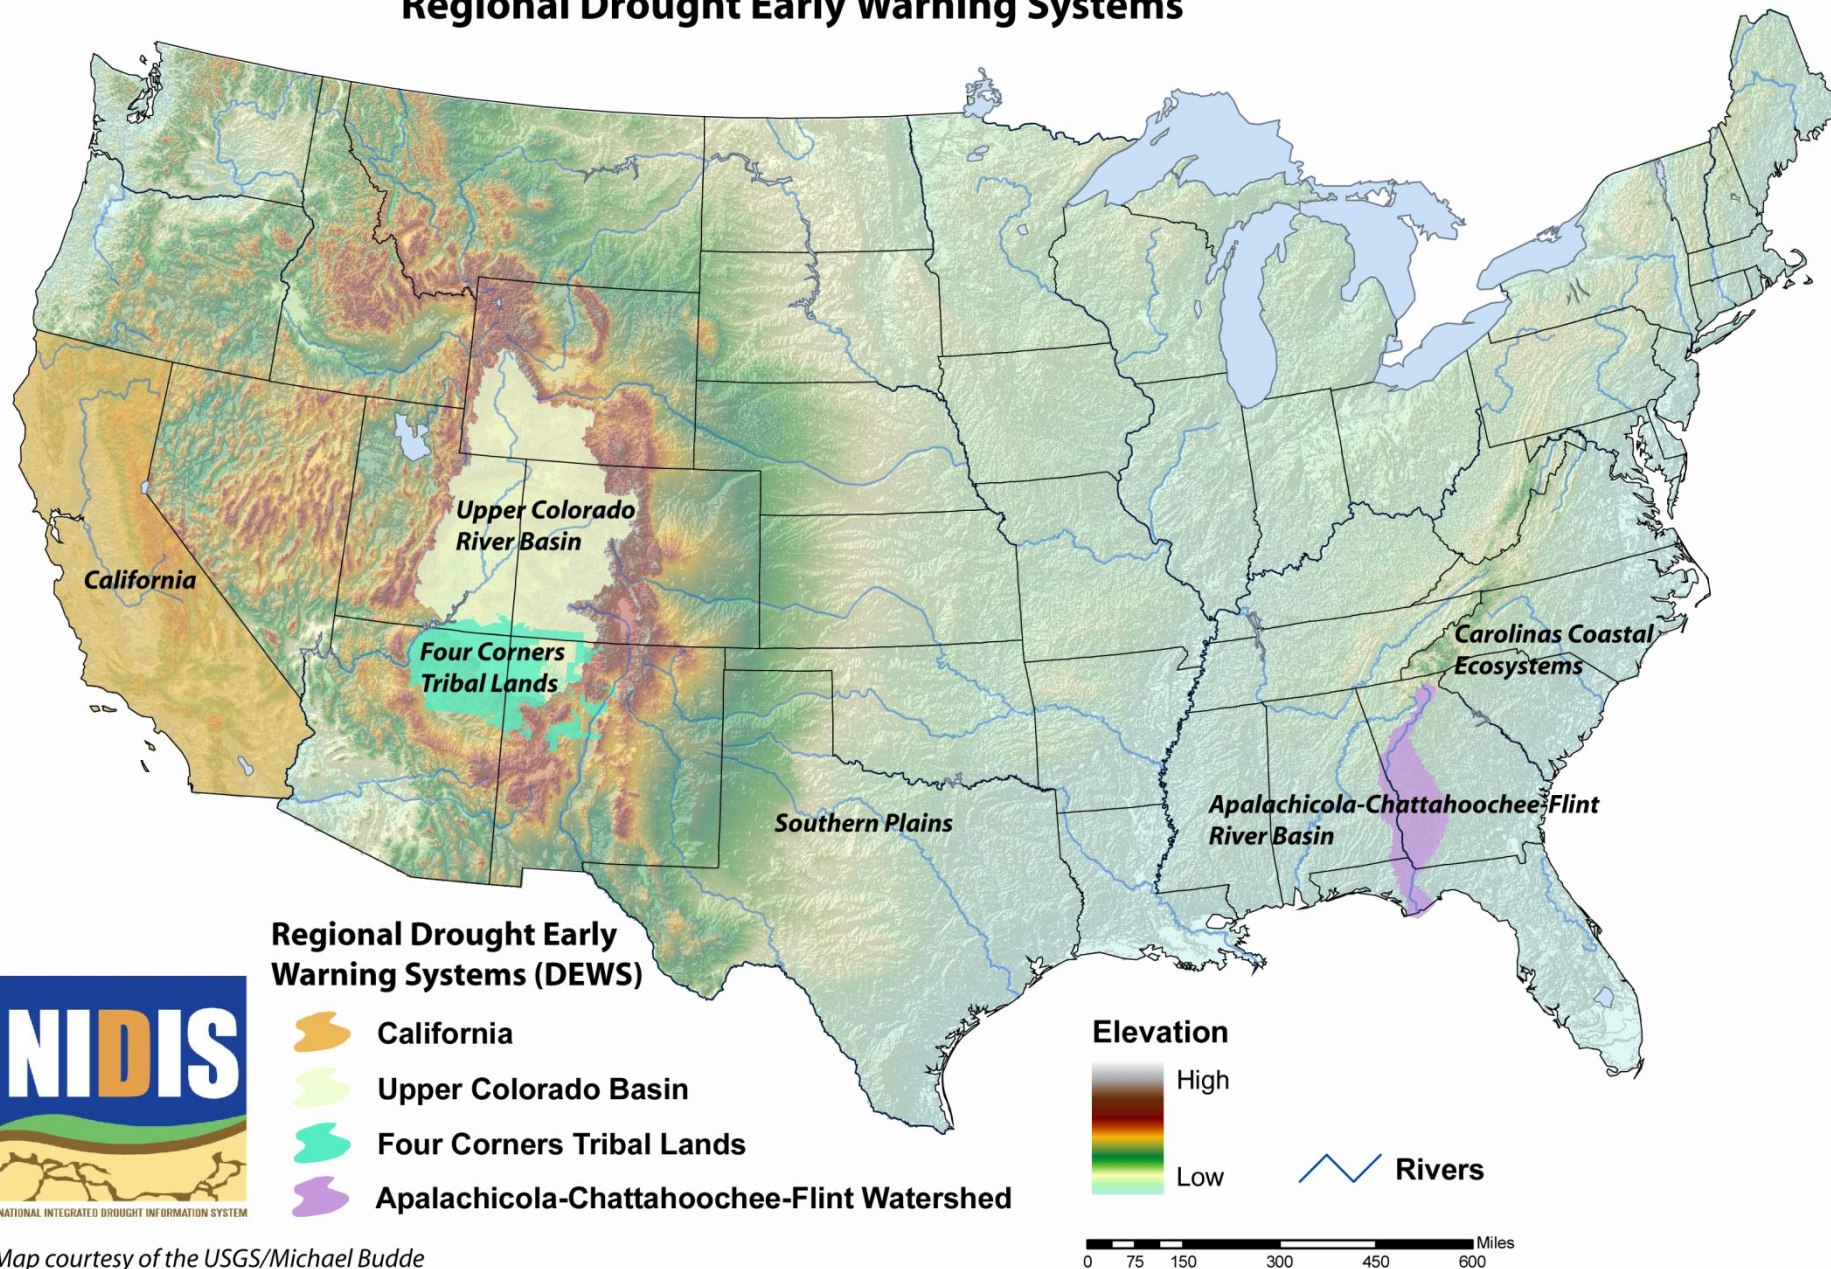 Regional Drought Early Warning Systems
Upper Colorado
River Basin
California
Four Corners
Tribal Lands
Carolinas Coastal
Ecosystems
Southern Plains
Apalachicola-Chattahoochee-Flint
River Basin
Regional Drought Early
Warning Systems (DEWS)
California
Upper Colorado Basin
Four Corners Tribal Lands
Apalachicola-Chattahoochee-Flint Watershed
NIDIS
NATIONAL INTEGRATED DROUGHT INFORMATION SYSTEM
Elevation
High
Low
Rivers
Miles
0 75 150 300 450 600
Map courtesy of the USGS/Michael Budde